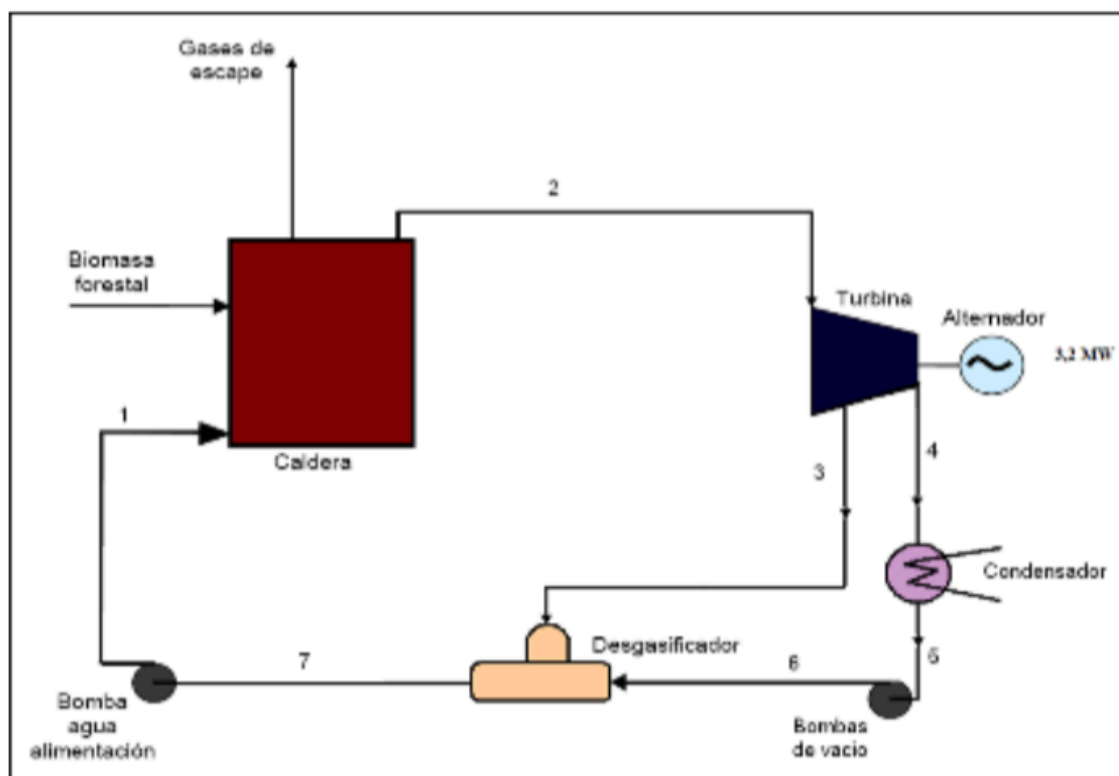 Gases de
escape
2
Biomasa
forestal
Turbina
Alternador
3,2 MW
1
Caldera
3
4
Condensador
Desgasificador
5
7
6
Bomba
agua
alimentación
Bombas
de vacio